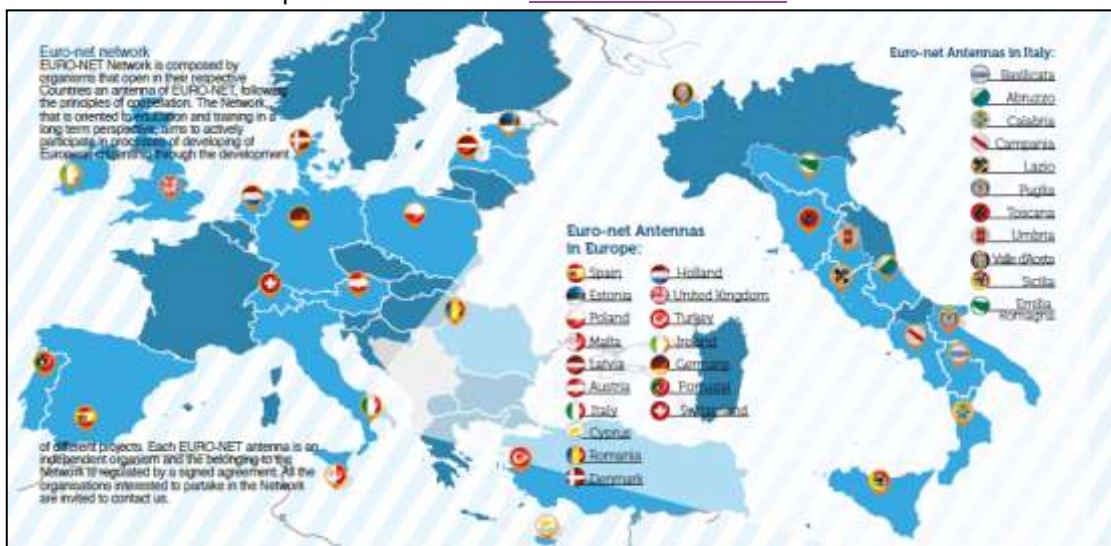 Euro-net network
EURO-NET Network is composed by
organisms that open in their respective
Countries an antenna of EURO-NET, following
the principles of constellation. The Network,
that is oriented to education and training in a
long term perspective, aims to actively
participate in processes of developing of
European citizenship through the development
of different projects. Each EURO-NET antenna is an
independent organism and the belonging to the
Network is regulated by a signed agreement. All the
organisations interested to partake in the Network
are invited to contact us.
Euro-net Antennas
in Europe:
Spain
Estonia
Poland
Malta
Latvia
Austria
Italy
Cyprus
Romania
Denmark
Holland
United Kingdom
Turkey
Ireland
Germany
Portugal
Switzerland
Euro-net Antennas in Italy:
Basilicata
Abruzzo
Calabria
Campania
Lazio
Puglia
Toscana
Umbria
Valle d'Aosta
Sicilia
Emilia
Romagna